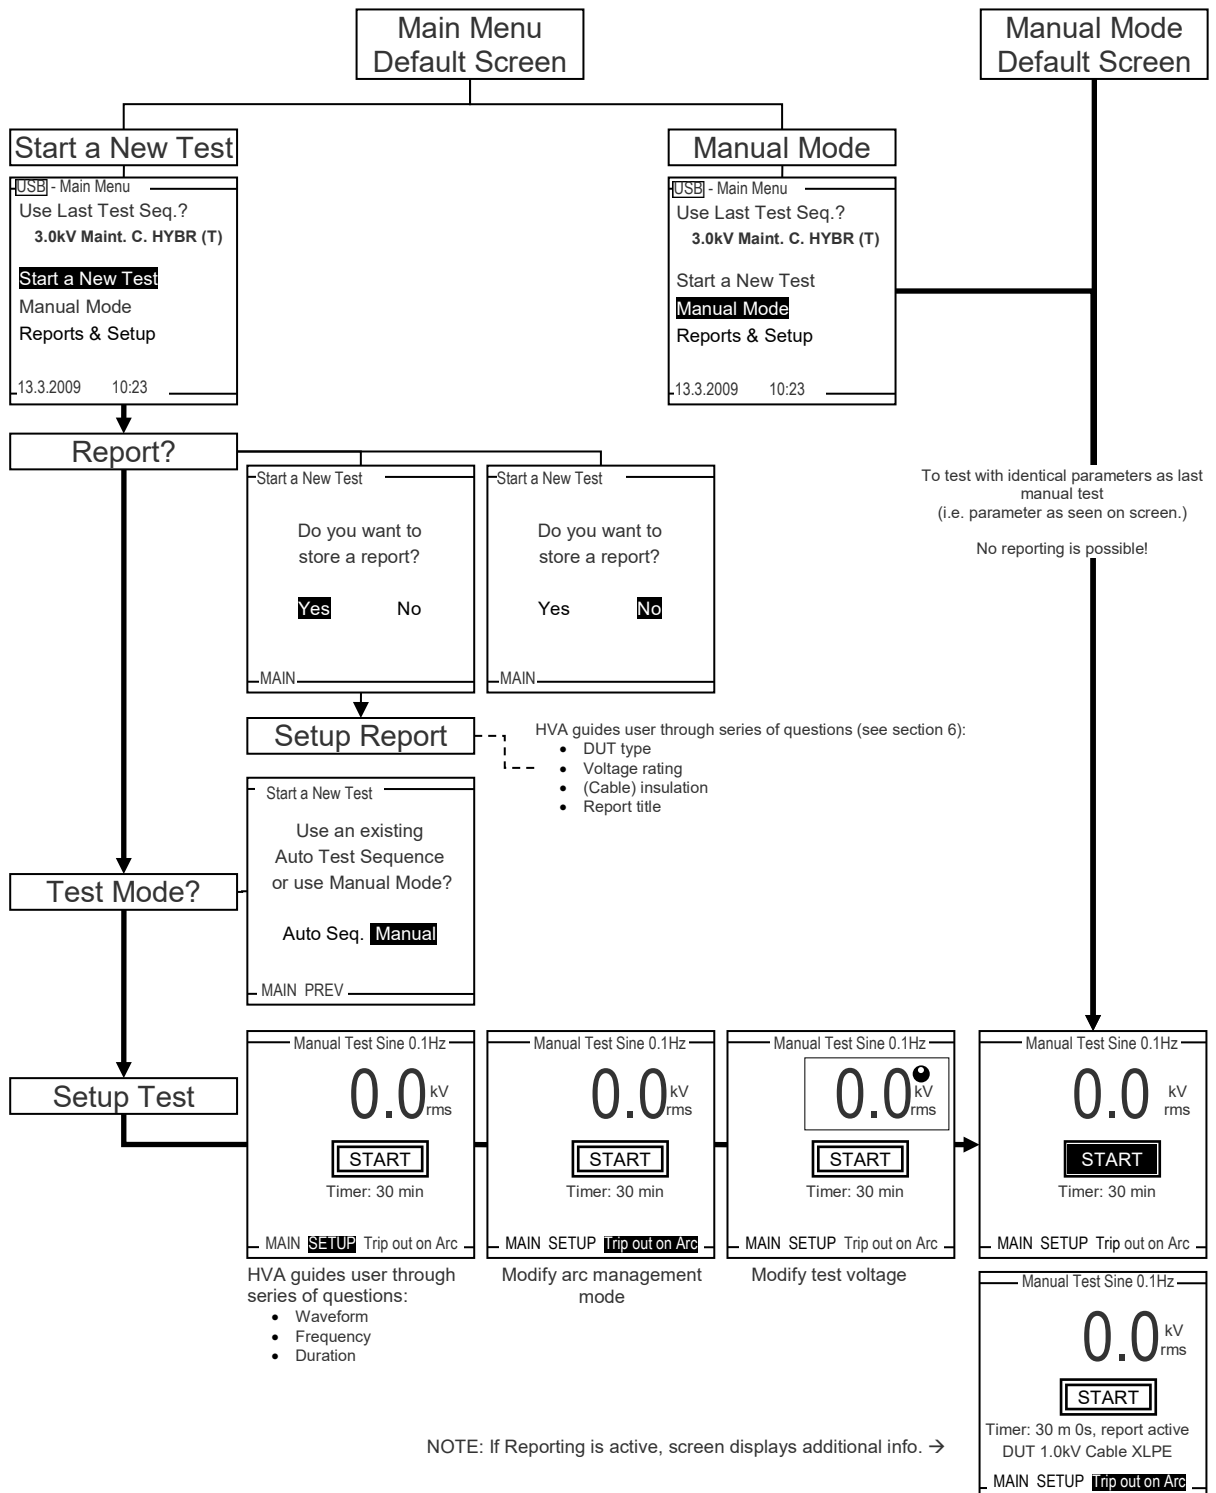 Main Menu
Default Screen
Manual Mode
Default Screen
Start a New Test
Manual Mode
USB - Main Menu
Use Last Test Seq.?
3.0kV Maint. C. HYBR (T)
Start a New Test
Manual Mode
Reports & Setup
13.3.2009 10:23
USB - Main Menu
Use Last Test Seq.?
3.0kV Maint. C. HYBR (T)
Start a New Test
Manual Mode
Reports & Setup
13.3.2009 10:23
Report?
Start a New Test
Do you want to
store a report?
Yes No
MAIN
Start a New Test
Do you want to
store a report?
Yes No
MAIN
To test with identical parameters as last
manual test
(i.e. parameter as seen on screen.)
No reporting is possible!
Setup Report
HVA guides user through series of questions (see section 6):
• DUT type
• Voltage rating
• (Cable) insulation
• Report title
Test Mode?
Start a New Test
Use an existing
Auto Test Sequence
or use Manual Mode?
Auto Seq. Manual
MAIN PREV
Setup Test
Manual Test Sine 0.1Hz
0.0 kV
rms
START
Timer: 30 min
MAIN SETUP Trip out on Arc
HVA guides user through
series of questions:
• Waveform
• Frequency
• Duration
Manual Test Sine 0.1Hz
0.0 kV
rms
START
Timer: 30 min
MAIN SETUP Trip out on Arc
Modify arc management
mode
Manual Test Sine 0.1Hz
0.0 kV
rms
START
Timer: 30 min
MAIN SETUP Trip out on Arc
Modify test voltage
Manual Test Sine 0.1Hz
0.0 kV
rms
START
Timer: 30 min
MAIN SETUP Trip out on Arc
Manual Test Sine 0.1Hz
0.0 kV
rms
START
Timer: 30 m 0s, report active
DUT 1.0kV Cable XLPE
MAIN SETUP Trip out on Arc
NOTE: If Reporting is active, screen displays additional info. →